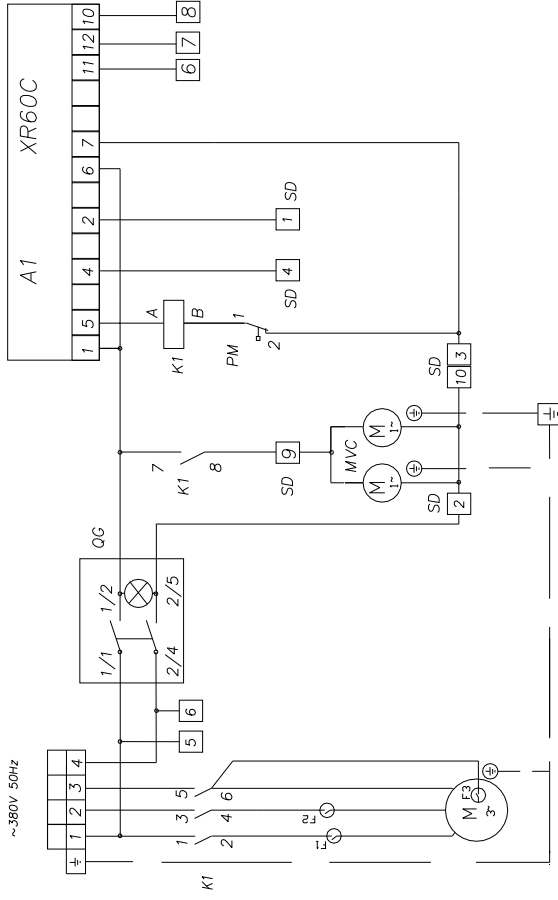 ~380V 50Hz
A1 XR60C
1 2 3 4
1 5 4 2 6 7 11 12 10
QG
1/1 1/2
2/4 2/5
5 6
6 7 8
A
K1
B
7
K1
8
PM
1
2
1 3 5
2 4 6
K1
SD 9
4 SD
1 SD
MVC
F1
F2
M
1~
M
1~
SD
2
SD
10 3
M
3~
F3